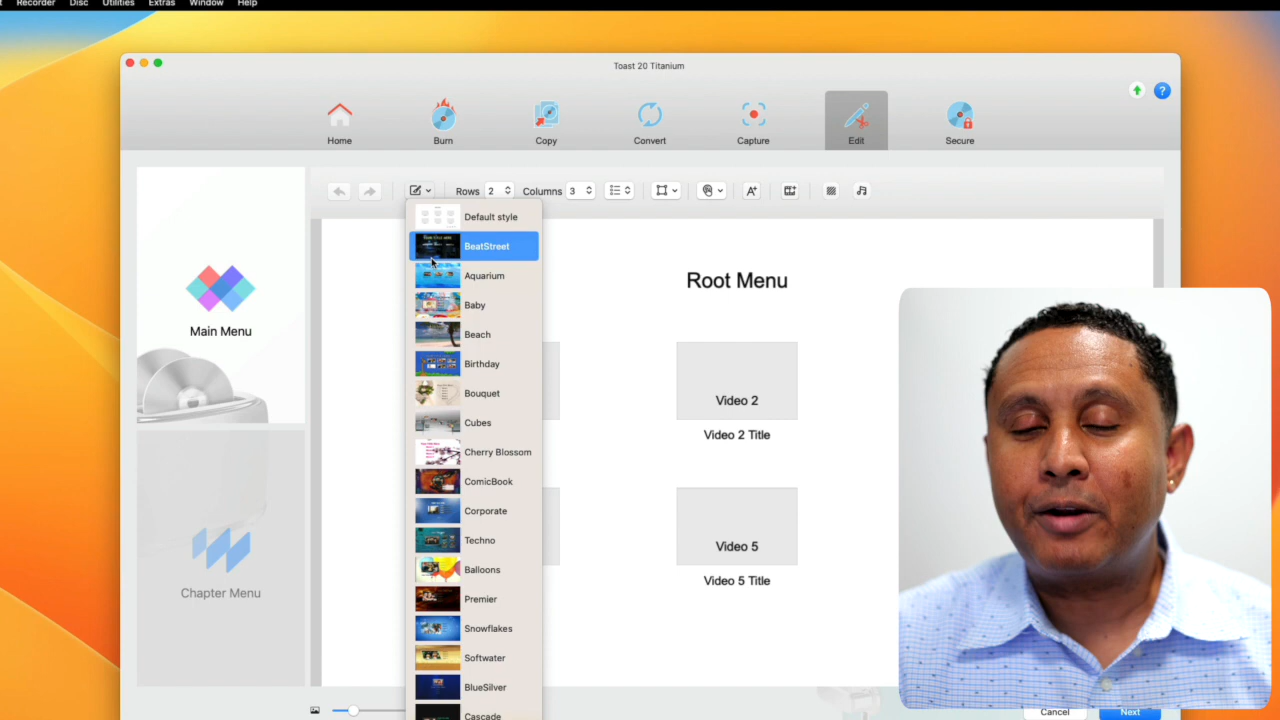 Recorder Disc Utilities Extras Window Help
Toast 20 Titanium
?
Home Burn Copy Convert Capture Edit Secure
Rows 2 Columns 3
Default style
BeatStreet
Aquarium
Baby
Beach
Birthday
Bouquet
Cubes
Cherry Blossom
ComicBook
Corporate
Techno
Balloons
Premier
Snowflakes
Softwater
BlueSilver
Cascade
Main Menu
Chapter Menu
Root Menu
Video 2
Video 2 Title
Video 5
Video 5 Title
Cancel Next